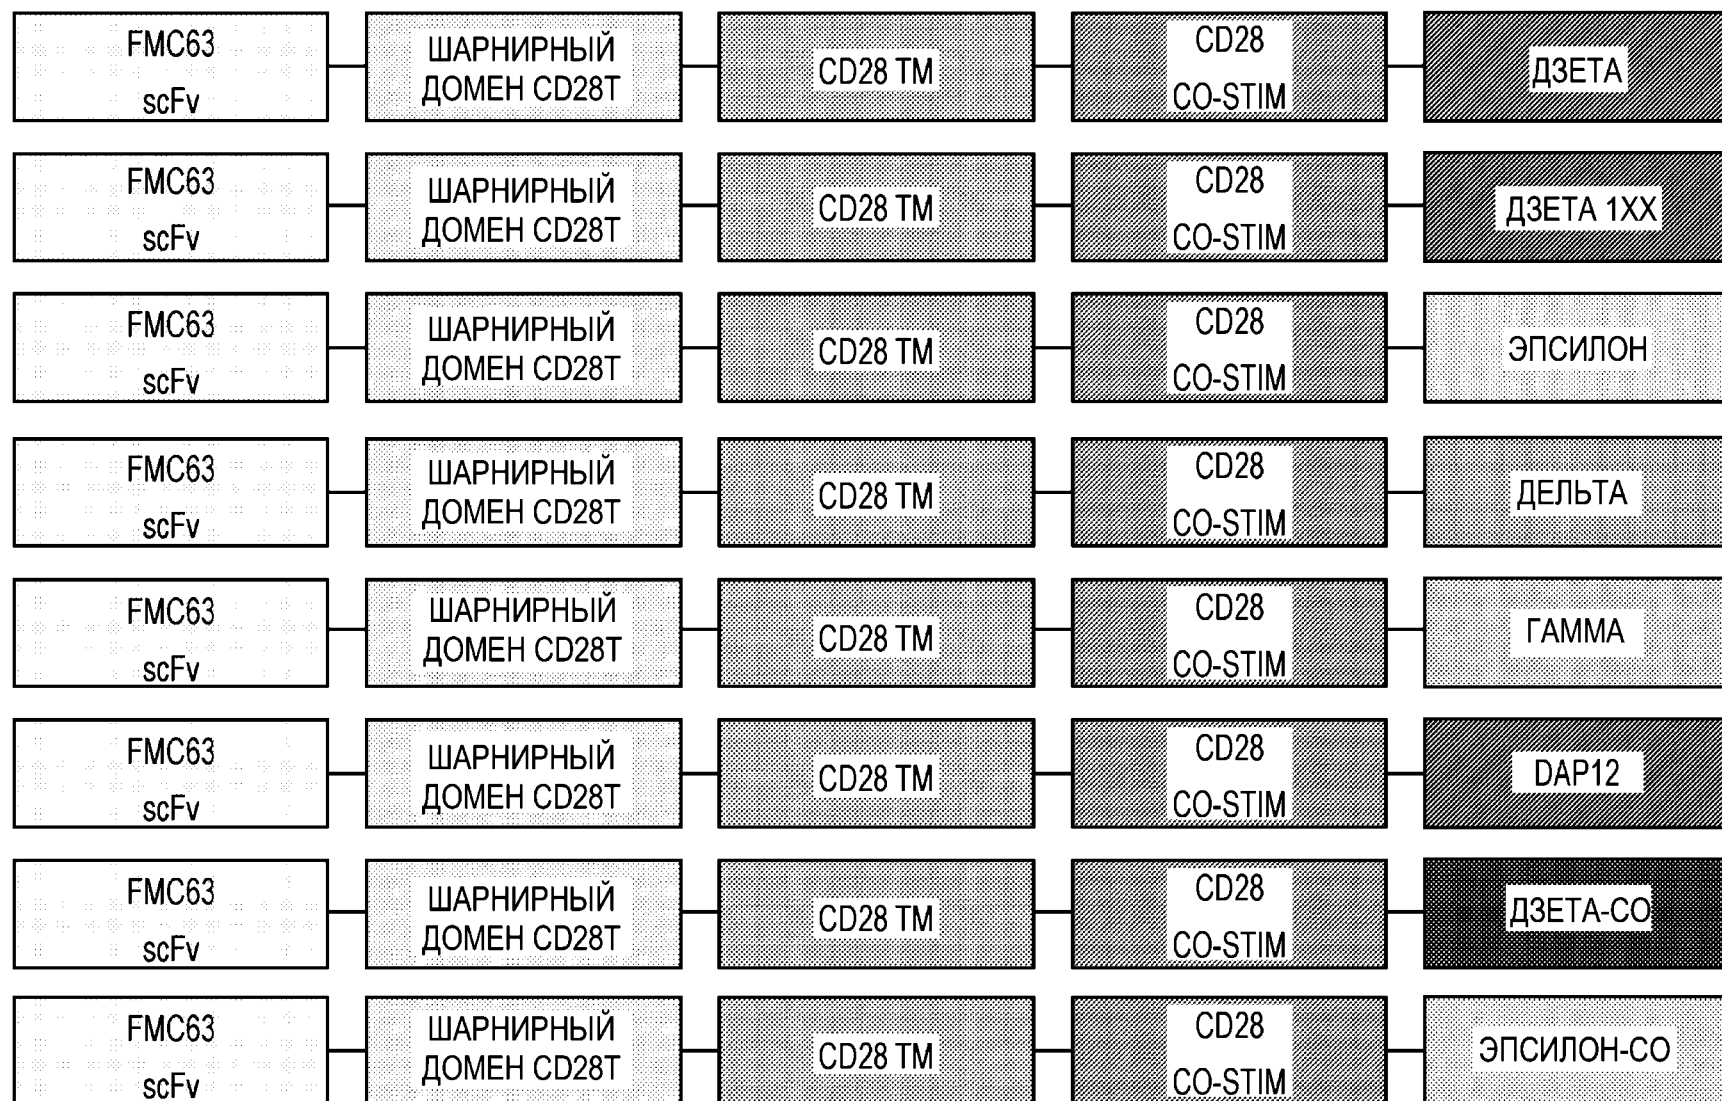 FMC63
scFv
ШАРНИРНЫЙ
ДОМЕН CD28T
CD28 TM
CD28
CO-STIM
ДЗЕТА
FMC63
scFv
ШАРНИРНЫЙ
ДОМЕН CD28T
CD28 TM
CD28
CO-STIM
ДЗЕТА 1XX
FMC63
scFv
ШАРНИРНЫЙ
ДОМЕН CD28T
CD28 TM
CD28
CO-STIM
ЭПСИЛОН
FMC63
scFv
ШАРНИРНЫЙ
ДОМЕН CD28T
CD28 TM
CD28
CO-STIM
ДЕЛЬТА
FMC63
scFv
ШАРНИРНЫЙ
ДОМЕН CD28T
CD28 TM
CD28
CO-STIM
ГАММА
FMC63
scFv
ШАРНИРНЫЙ
ДОМЕН CD28T
CD28 TM
CD28
CO-STIM
DAP12
FMC63
scFv
ШАРНИРНЫЙ
ДОМЕН CD28T
CD28 TM
CD28
CO-STIM
ДЗЕТА-CO
FMC63
scFv
ШАРНИРНЫЙ
ДОМЕН CD28T
CD28 TM
CD28
CO-STIM
ЭПСИЛОН-CO